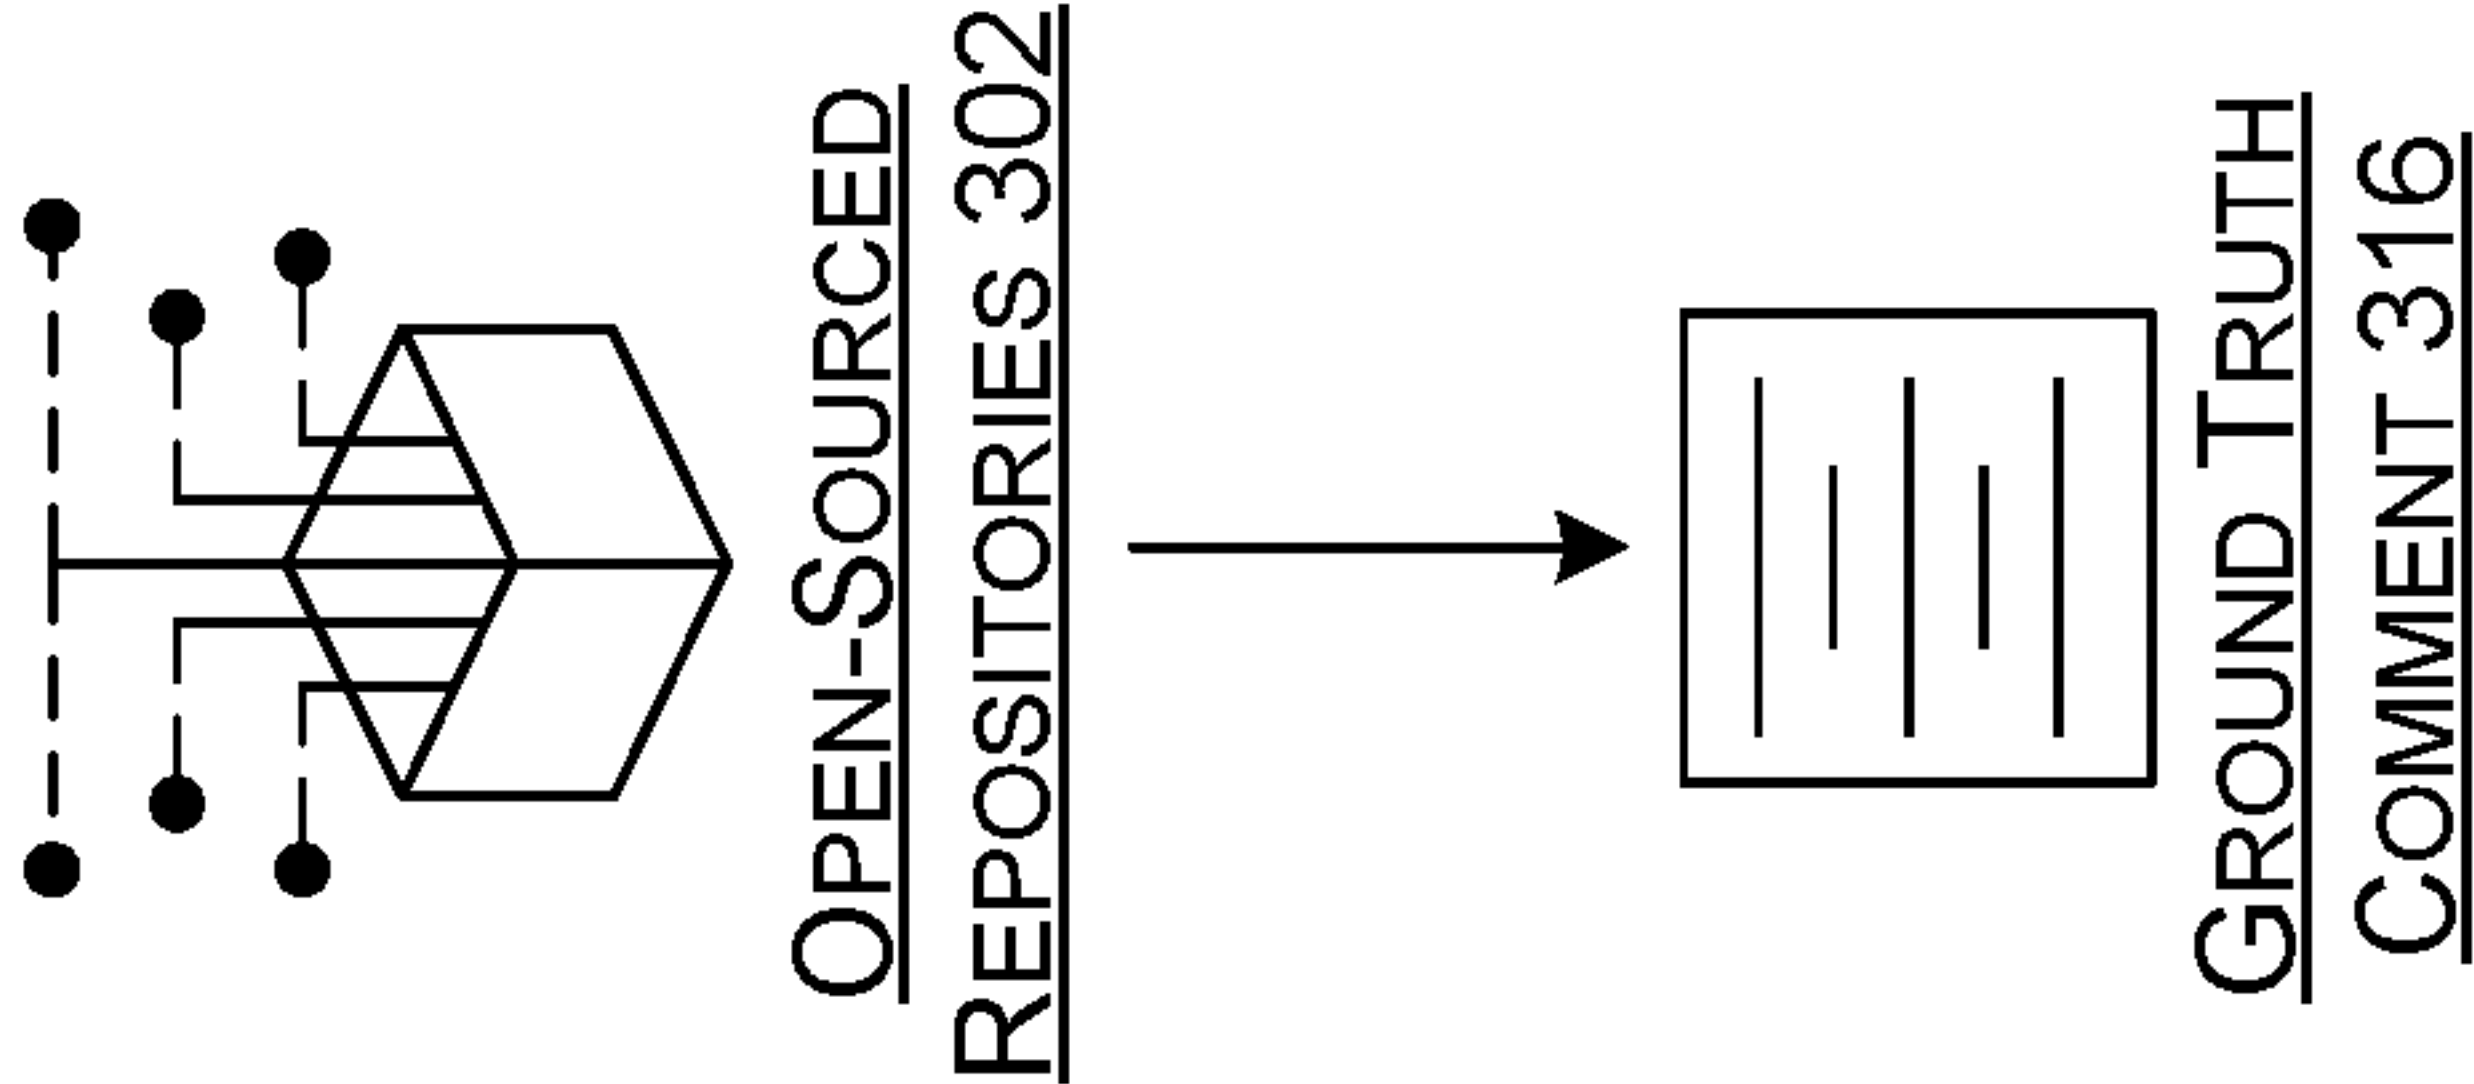 OPEN-SOURCED
REPOSITORIES 302
GROUND TRUTH
COMMENT 316